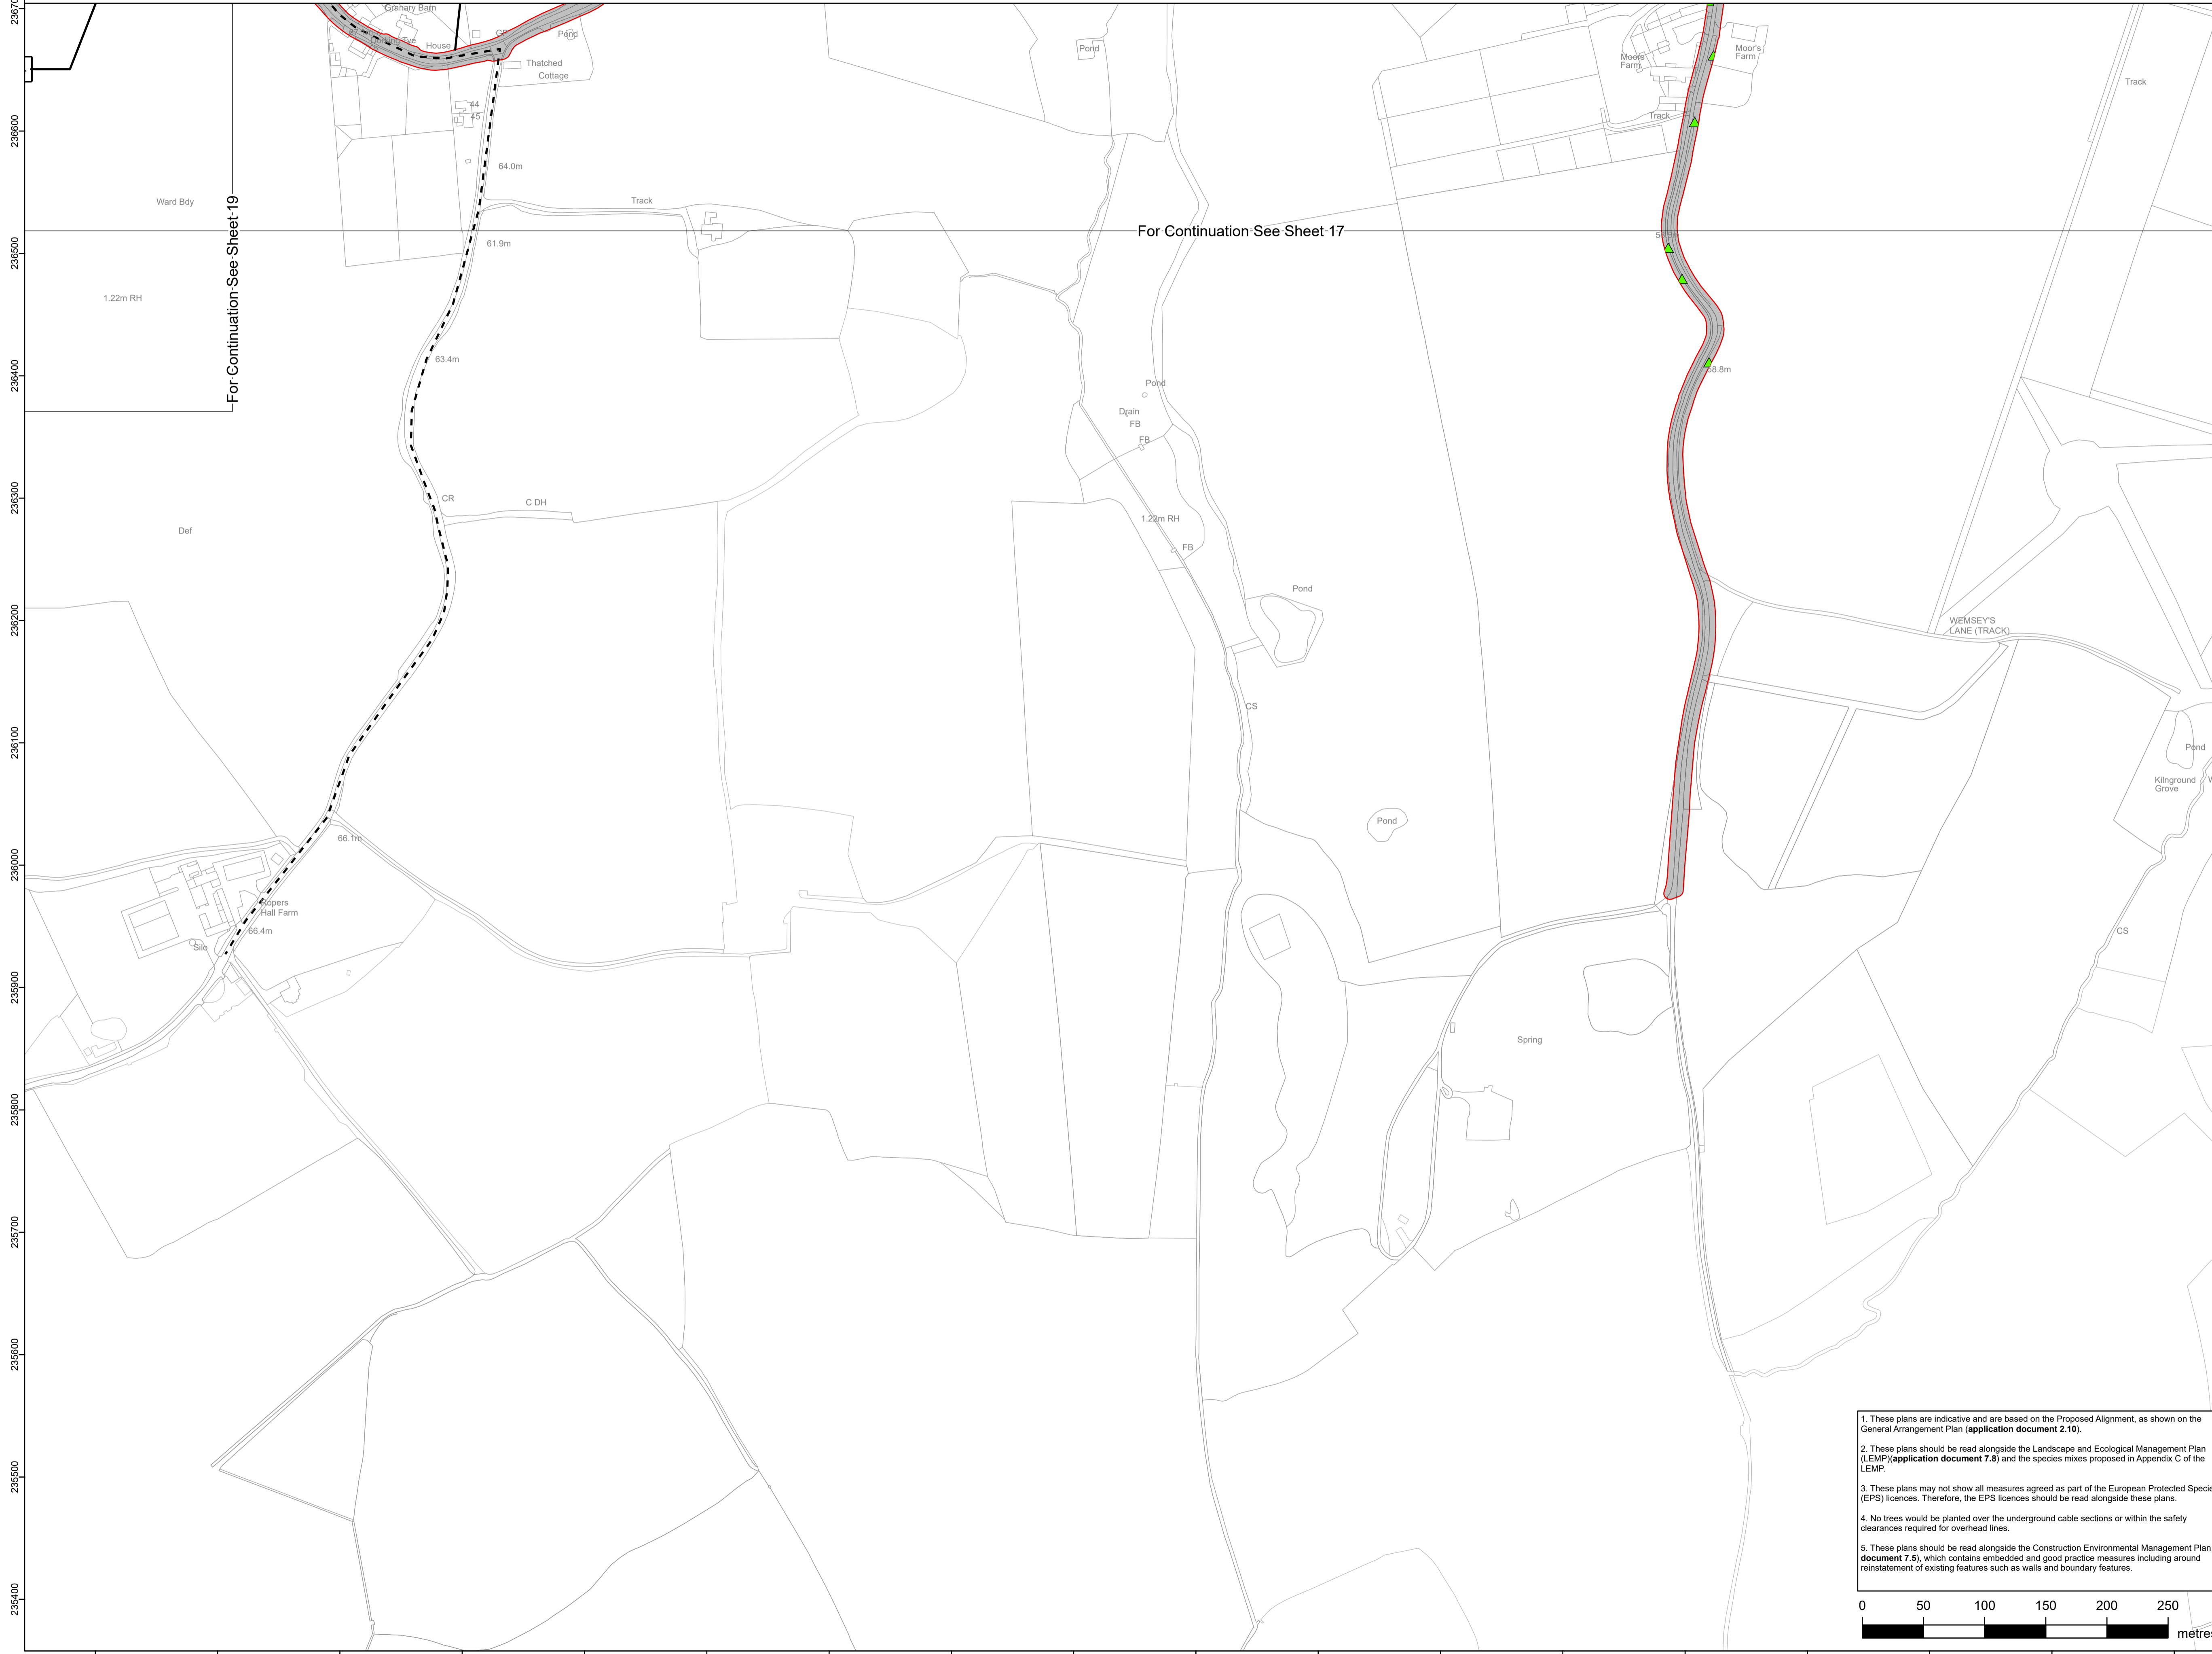 236700
Granary Barn
House
GP
Pond
Thatched
Cottage
44
45
Pond
Moors
Farm
Moor's
Farm
Track
Track
236600
64.0m
Ward Bdy
Track
For Continuation See Sheet 19
For Continuation See Sheet 17
61.9m
236500
1.22m RH
63.4m
58.8m
236400
Pond
Drain
FB
FB
CR
C DH
236300
1.22m RH
Def
FB
Pond
236200
WEMSEY'S
LANE (TRACK)
CS
236100
Pond
Kilnground
Grove
Pond
66.1m
236000
Ropers
Hall Farm
66.4m
Silo
CS
235900
Spring
235800
235700
235600
235500
235400
1. These plans are indicative and are based on the Proposed Alignment, as shown on the
General Arrangement Plan (application document 2.10).
2. These plans should be read alongside the Landscape and Ecological Management Plan
(LEMP)(application document 7.8) and the species mixes proposed in Appendix C of the
LEMP.
3. These plans may not show all measures agreed as part of the European Protected Specie
(EPS) licences. Therefore, the EPS licences should be read alongside these plans.
4. No trees would be planted over the underground cable sections or within the safety
clearances required for overhead lines.
5. These plans should be read alongside the Construction Environmental Management Plan
document 7.5), which contains embedded and good practice measures including around
reinstatement of existing features such as walls and boundary features.
0 50 100 150 200 250
metres